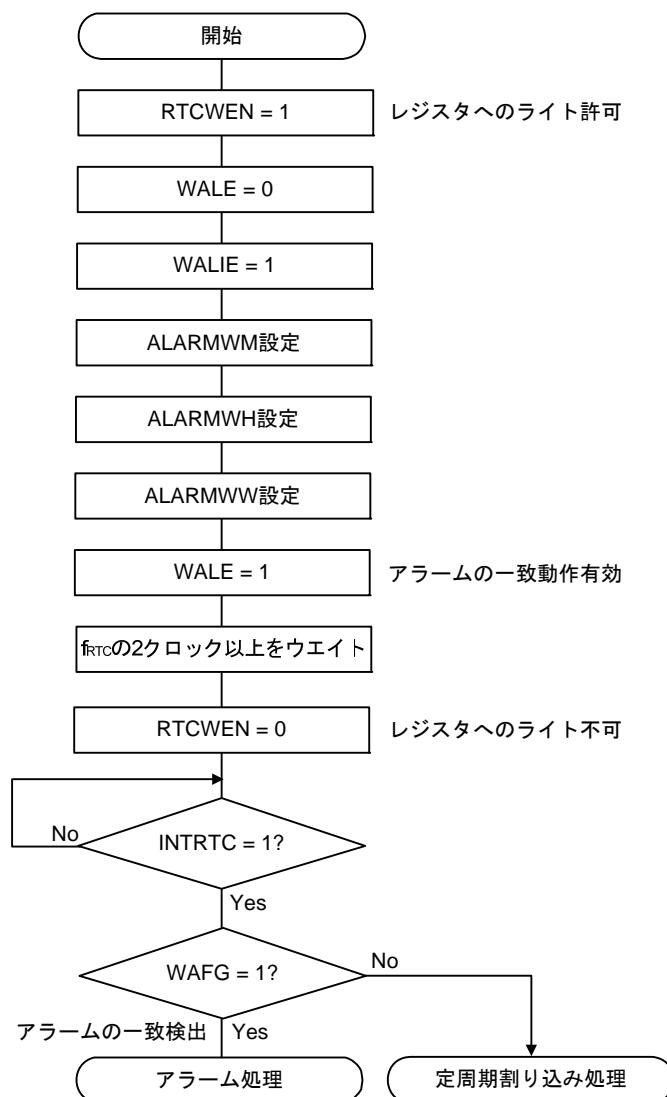 開始
RTCWEN = 1 レジスタへのライト許可
WALE = 0
WALIE = 1
ALARMWM設定
ALARMWH設定
ALARMWW設定
WALE = 1 アラームの一致動作有効
fRTCの2クロック以上をウエイト
RTCWEN = 0 レジスタへのライト不可
No INTRTC = 1?
Yes
WAFG = 1? No
アラームの一致検出 Yes
アラーム処理 定周期割り込み処理